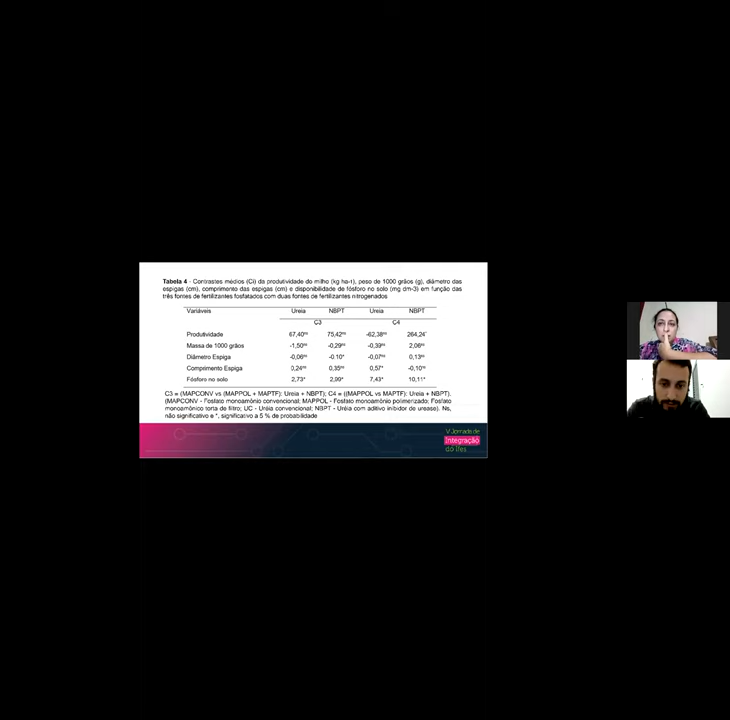 Tabela 4 - Contrastes médios (Ci) da produtividade do milho (kg ha-1), peso de 1000 grãos (g), diâmetro das
espigas (cm), comprimento das espigas (cm) e disponibilidade de fósforo no solo (mg dm-3) em função das
três fontes de fertilizantes fosfatados com duas fontes de fertilizantes nitrogenados
Variáveis Ureia NBPT Ureia NBPT
C3 C4
Produtividade 67,40ns 75,42ns -62,38ns 264,24*
Massa de 1000 grãos -1,50ns -0,29ns -0,39ns 2,06ns
Diâmetro Espiga -0,06ns -0.10* -0,07ns 0,13ns
Comprimento Espiga 0,24ns 0,35ns 0,57* -0,10ns
Fósforo no solo 2,73* 2,99* 7,43* 10,11*
C3 = (MAPCONV vs (MAPPOL + MAPTF): Ureia + NBPT); C4 = ((MAPPOL vs MAPTF): Ureia + NBPT).
(MAPCONV - Fosfato monoamônio convencional; MAPPOL - Fosfato monoamônio polimerizado; Fosfato
monoamônico torta de filtro; UC - Uréia convencional; NBPT - Uréia com aditivo inibidor de urease). Ns,
não significativo e *, significativo a 5 % de probabilidade
V Jornada de
Integração
do Ifes